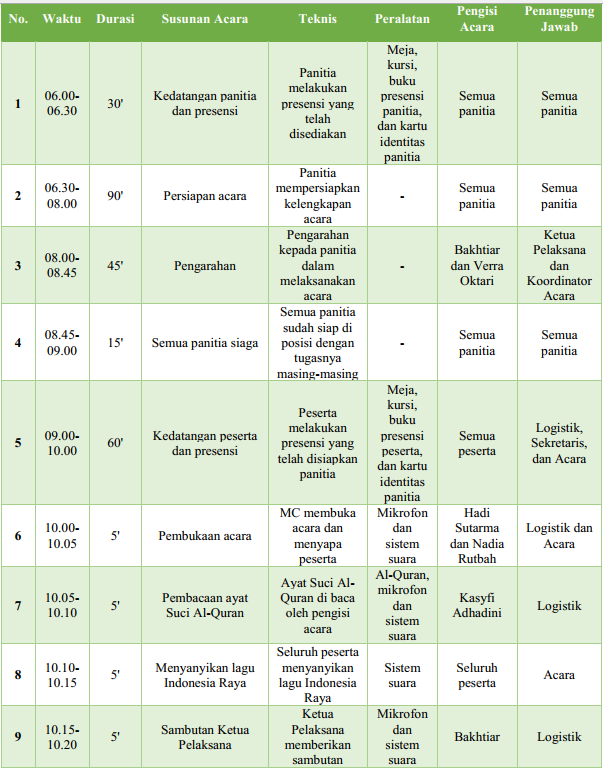 No. Waktu Durasi Susunan Acara Teknis Peralatan Pengisi Acara Penanggung Jawab
1 06.00-06.30 30' Kedatangan panitia dan presensi Panitia melakukan presensi yang telah disediakan Meja, kursi, buku presensi panitia, dan kartu identitas panitia Semua panitia Semua panitia
2 06.30-08.00 90' Persiapan acara Panitia mempersiapkan kelengkapan acara - Semua panitia Semua panitia
3 08.00-08.45 45' Pengarahan Pengarahan kepada panitia dalam melaksanakan acara - Bakhtiar dan Verra Oktari Ketua Pelaksana dan Koordinator Acara
4 08.45-09.00 15' Semua panitia siaga Semua panitia sudah siap di posisi dengan tugasnya masing-masing - Semua panitia Semua panitia
5 09.00-10.00 60' Kedatangan peserta dan presensi Peserta melakukan presensi yang telah disiapkan panitia Meja, kursi, buku presensi peserta, dan kartu identitas panitia Semua peserta Logistik, Sekretaris, dan Acara
6 10.00-10.05 5' Pembukaan acara MC membuka acara dan menyapa peserta Mikrofon dan sistem suara Hadi Sutarma dan Nadia Rutbah Logistik dan Acara
7 10.05-10.10 5' Pembacaan ayat Suci Al-Quran Ayat Suci Al-Quran di baca oleh pengisi acara Al-Quran, mikrofon dan sistem suara Kasyfi Adhadini Logistik
8 10.10-10.15 5' Menyanyikan lagu Indonesia Raya Seluruh peserta menyanyikan lagu Indonesia Raya Sistem suara Seluruh peserta Acara
9 10.15-10.20 5' Sambutan Ketua Pelaksana Ketua Pelaksana memberikan sambutan Mikrofon dan sistem suara Bakhtiar Logistik